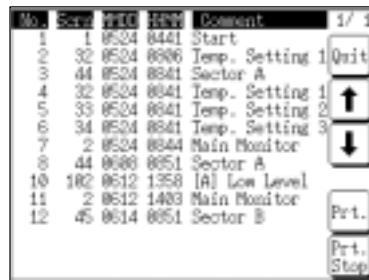 No. Scrn MMDD HHMM Comment 1/ 1
1 1 0524 0441 Start
2 32 0524 0806 Temp. Setting 1
3 44 0524 0841 Sector A
4 32 0524 0841 Temp. Setting 1
5 33 0524 0841 Temp. Setting 2
6 34 0524 0841 Temp. Setting 3
7 2 0524 0844 Main Monitor
8 44 0608 0851 Sector A
10 102 0612 1358 [A] Low Level
11 2 0612 1403 Main Monitor
12 45 0614 0851 Sector B
Quit
Prt.
Prt.
Stop